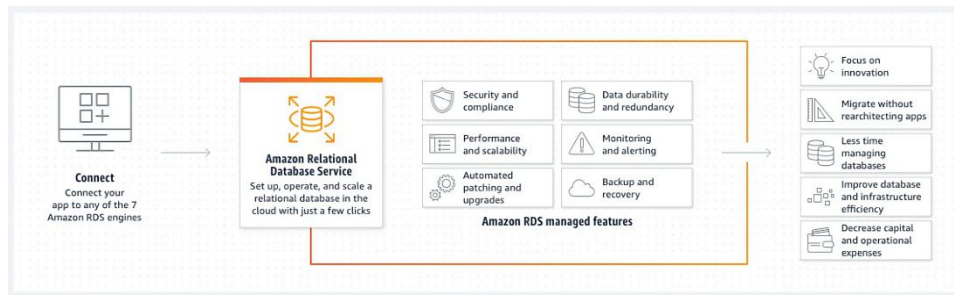 Connect
Connect your
app to any of the 7
Amazon RDS engines
Amazon Relational
Database Service
Set up, operate, and scale a
relational database in the
cloud with just a few clicks
Security and
compliance
Data durability
and redundancy
Performance
and scalability
Monitoring
and alerting
Automated
patching and
upgrades
Backup and
recovery
Amazon RDS managed features
Focus on
innovation
Migrate without
rearchitecting apps
Less time
managing
databases
Improve database
and infrastructure
efficiency
Decrease capital
and operational
expenses